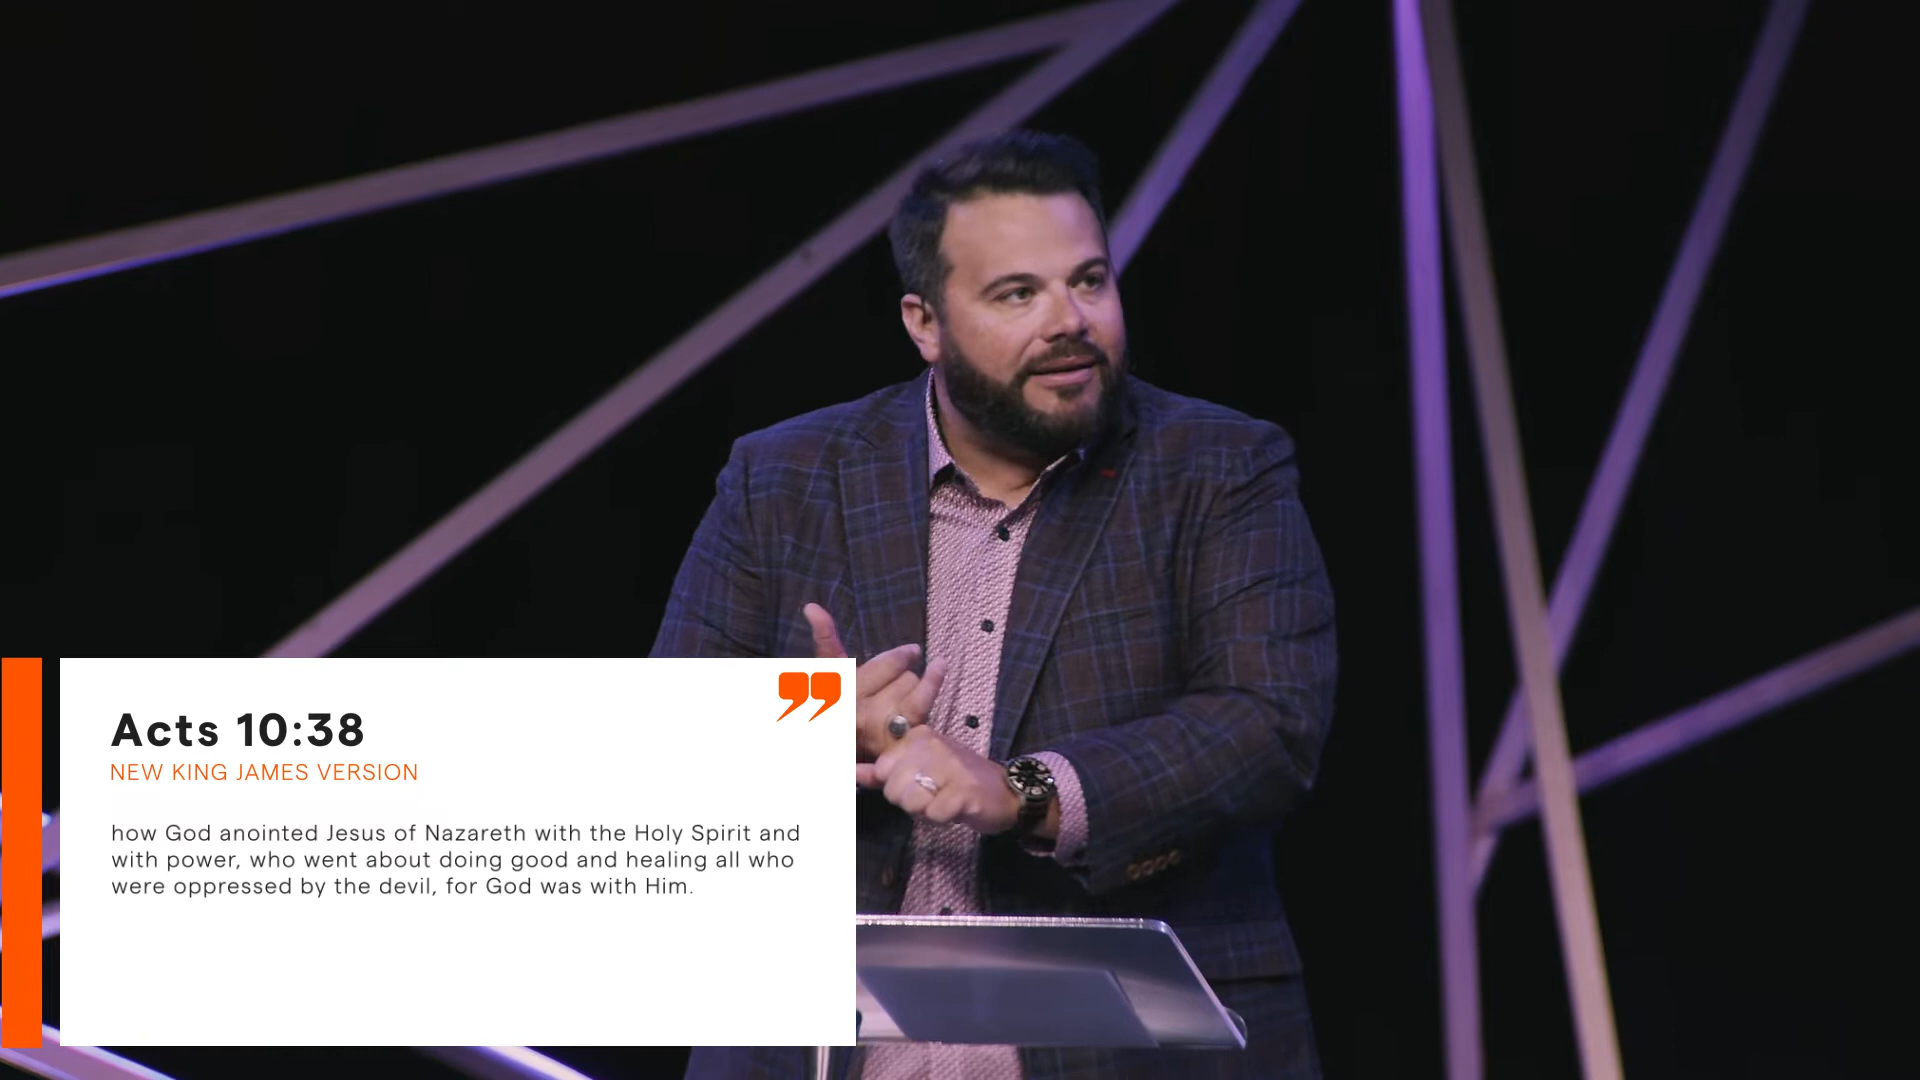 Acts 10:38
NEW KING JAMES VERSION
how God anointed Jesus of Nazareth with the Holy Spirit and
with power, who went about doing good and healing all who
were oppressed by the devil, for God was with Him.